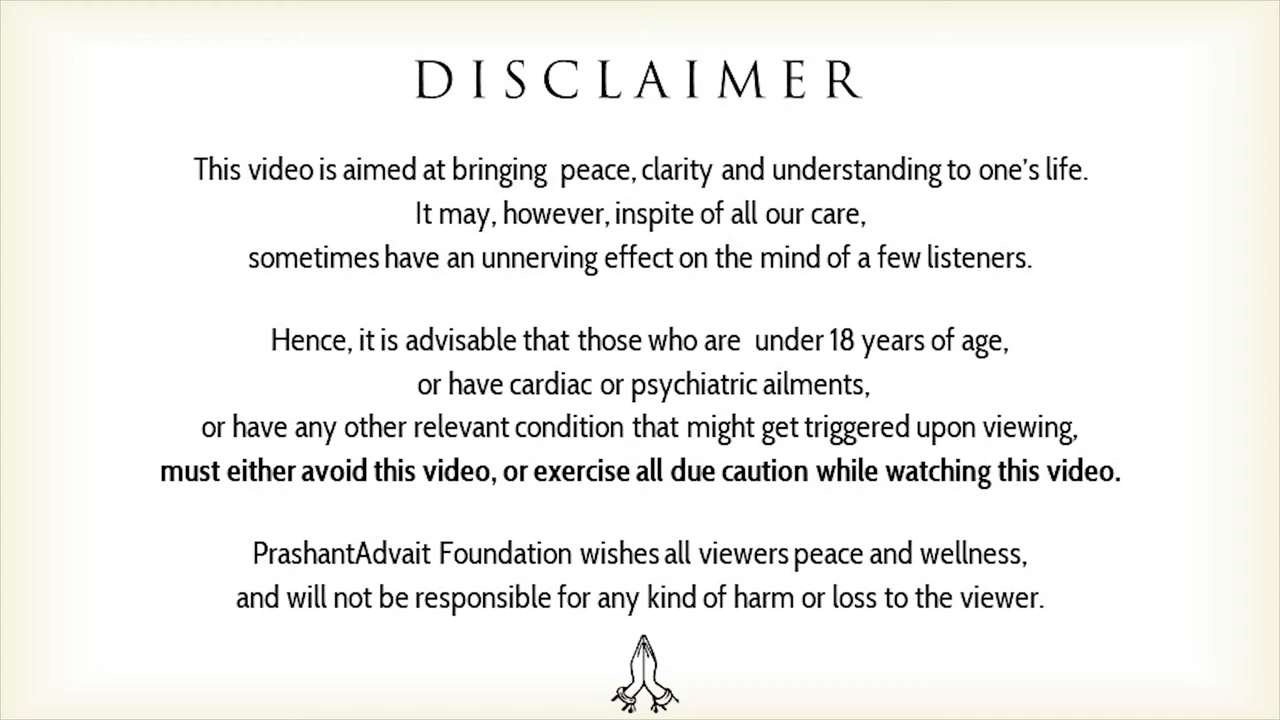 DISCLAIMER
This video is aimed at bringing peace, clarity and understanding to one's life.
It may, however, inspite of all our care,
sometimes have an unnerving effect on the mind of a few listeners.
Hence, it is advisable that those who are under 18 years of age,
or have cardiac or psychiatric ailments,
or have any other relevant condition that might get triggered upon viewing,
must either avoid this video, or exercise all due caution while watching this video.
PrashantAdvait Foundation wishes all viewers peace and wellness,
and will not be responsible for any kind of harm or loss to the viewer.